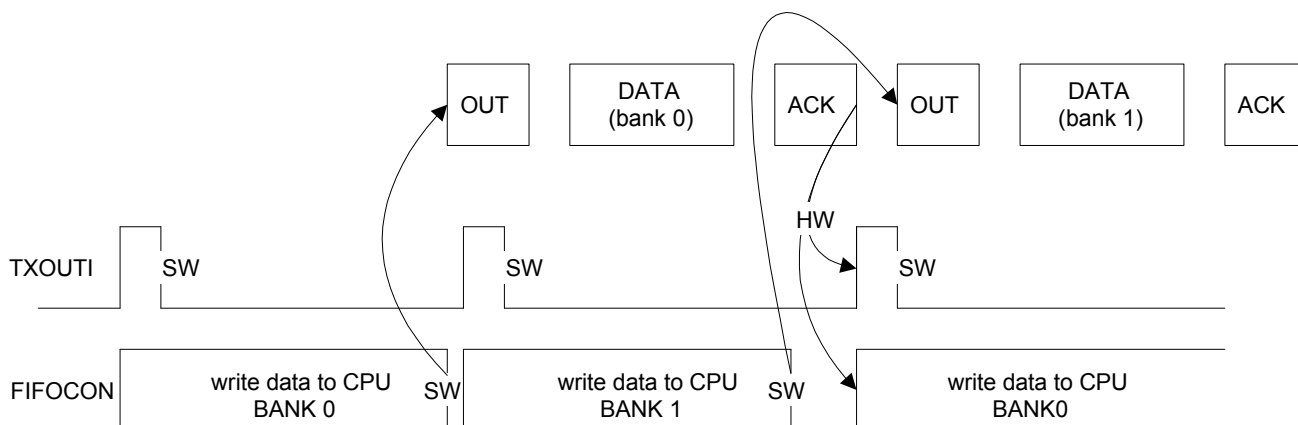 OUT
DATA
(bank 0)
ACK
OUT
DATA
(bank 1)
ACK
HW
TXOUTI
SW
SW
SW
FIFOCON
write data to CPU
BANK 0
SW
write data to CPU
BANK 1
SW
write data to CPU
BANK0